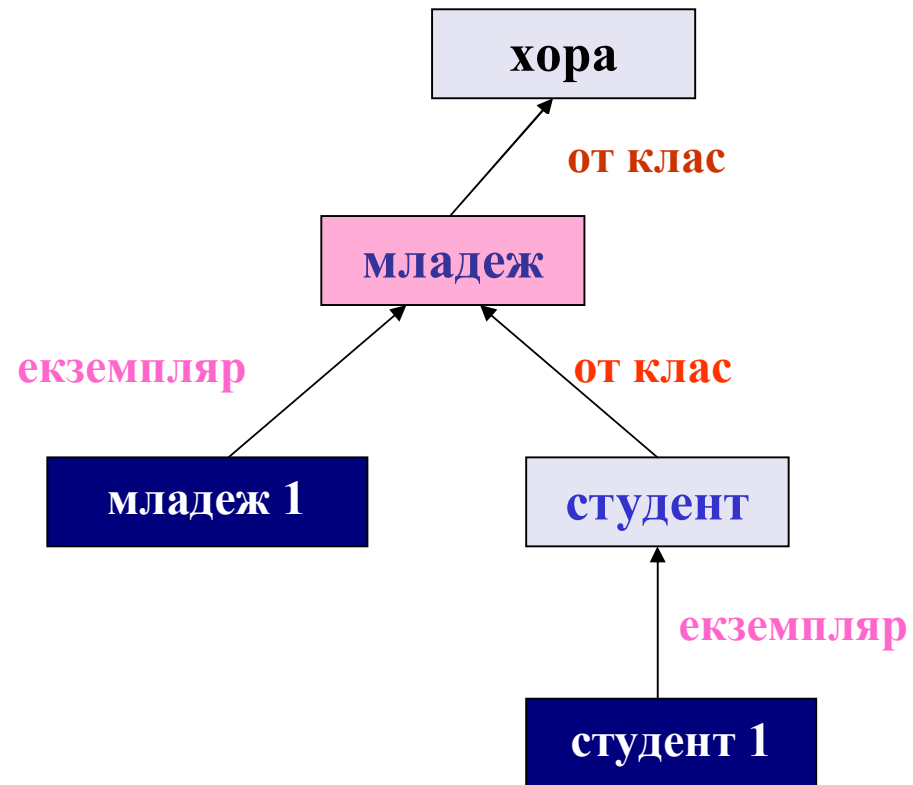 хора
от клас
младеж
екземпляр
от клас
младеж 1
студент
екземпляр
студент 1